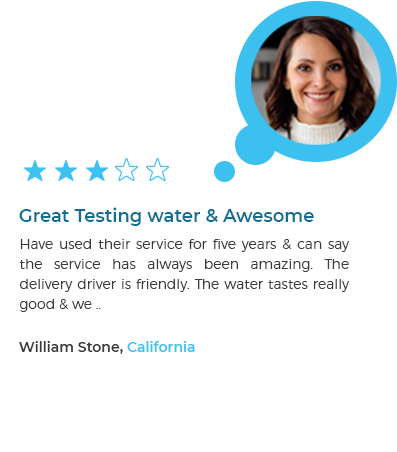 Great Testing water & Awesome
Have used their service for five years & can say
the service has always been amazing. The
delivery driver is friendly. The water tastes really
good & we ..
William Stone, California